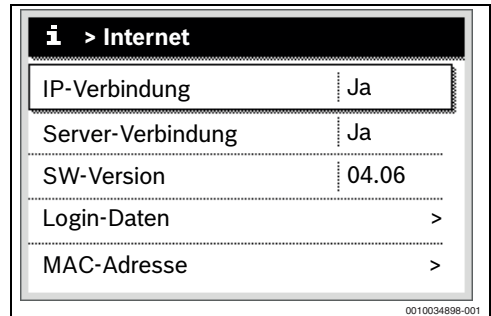 i > Internet
IP-Verbindung Ja
Server-Verbindung Ja
SW-Version 04.06
Login-Daten >
MAC-Adresse >
0010034898-001